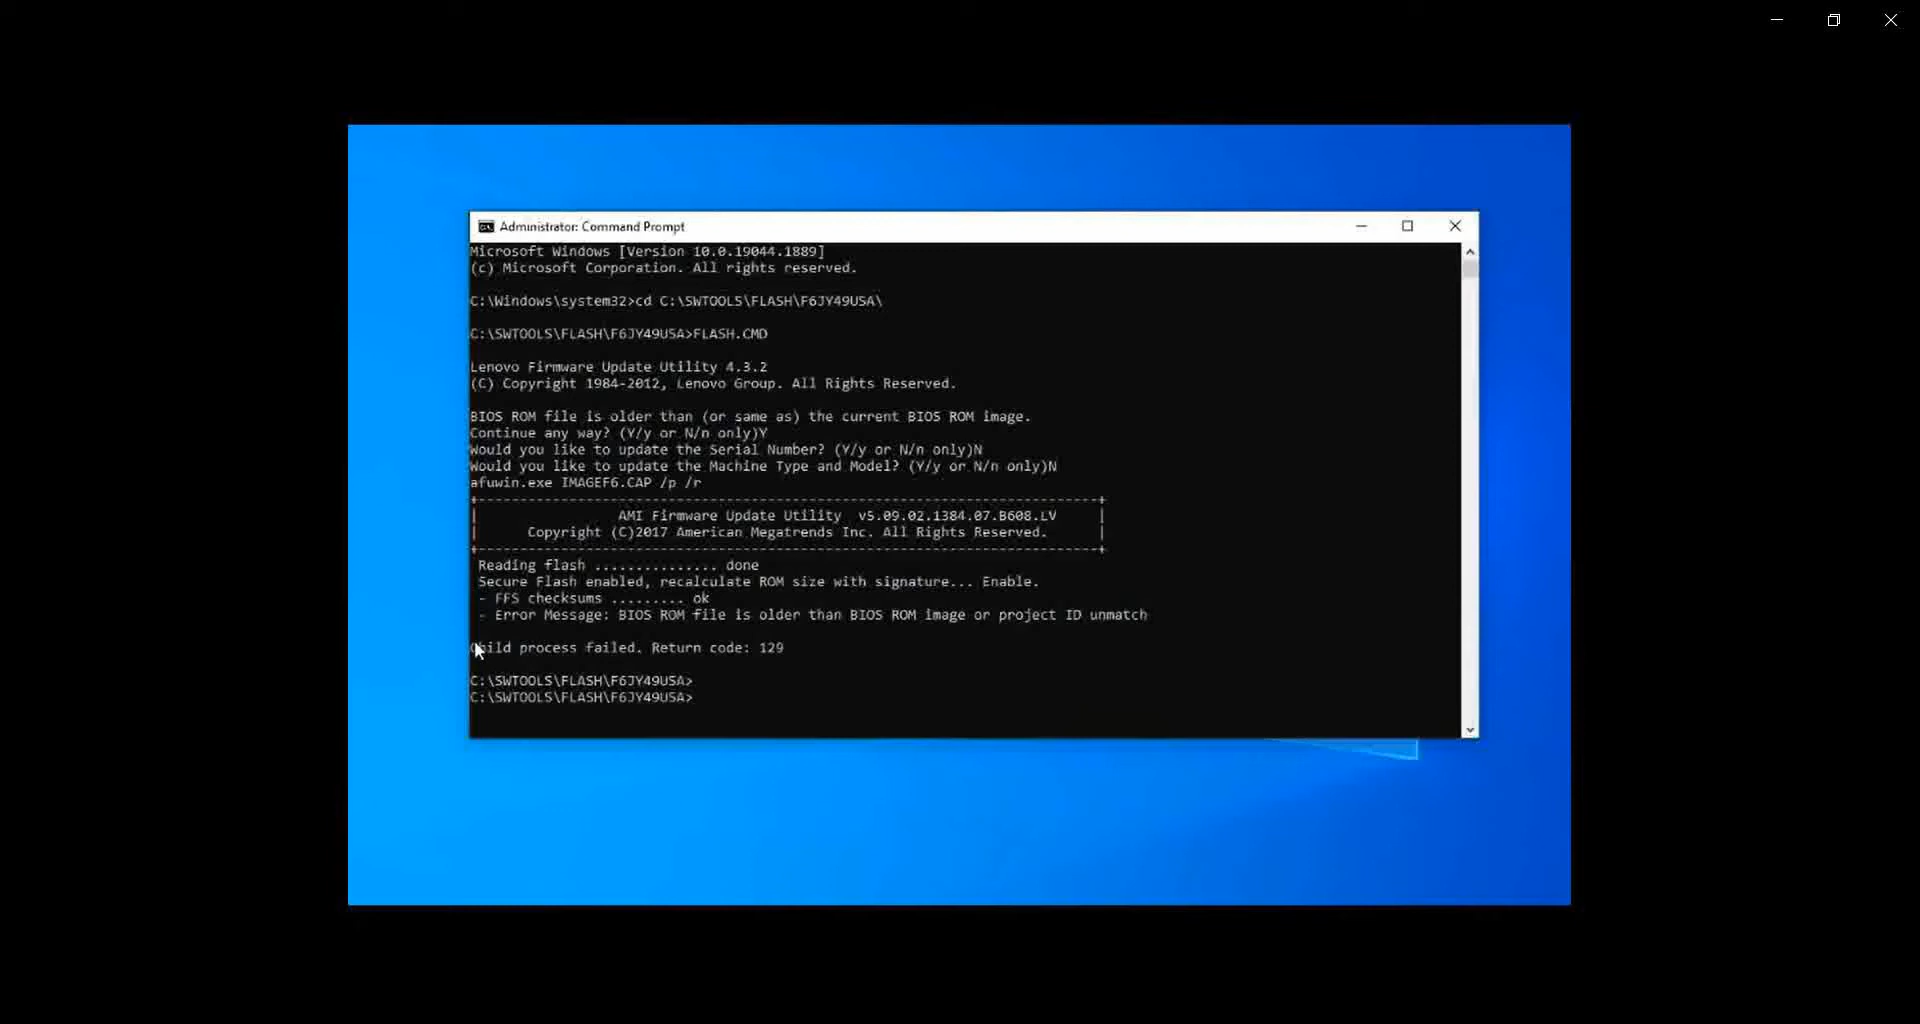 Administrator: Command Prompt
Microsoft Windows [Version 10.0.19044.1889]
(c) Microsoft Corporation. All rights reserved.
C:\Windows\system32>cd C:\SWTOOLS\FLASH\F6JY49USA\
C:\SWTOOLS\FLASH\F6JY49USA>FLASH.CMD
Lenovo Firmware Update Utility 4.3.2
(C) Copyright 1984-2012, Lenovo Group. All Rights Reserved.
BIOS ROM file is older than (or same as) the current BIOS ROM image.
Continue any way? (Y/y or N/n only)Y
Would you like to update the Serial Number? (Y/y or N/n only)N
Would you like to update the Machine Type and Model? (Y/y or N/n only)N
afuwin.exe IMAGEF6.CAP /p /r
AMI Firmware Update Utility v5.09.02.1384.07.B608.LV
Copyright (C)2017 American Megatrends Inc. All Rights Reserved.
Reading flash ............... done
Secure Flash enabled, recalculate ROM size with signature... Enable.
- FFS checksums ......... ok
- Error Message: BIOS ROM file is older than BIOS ROM image or project ID unmatch
Child process failed. Return code: 129
C:\SWTOOLS\FLASH\F6JY49USA>
C:\SWTOOLS\FLASH\F6JY49USA>